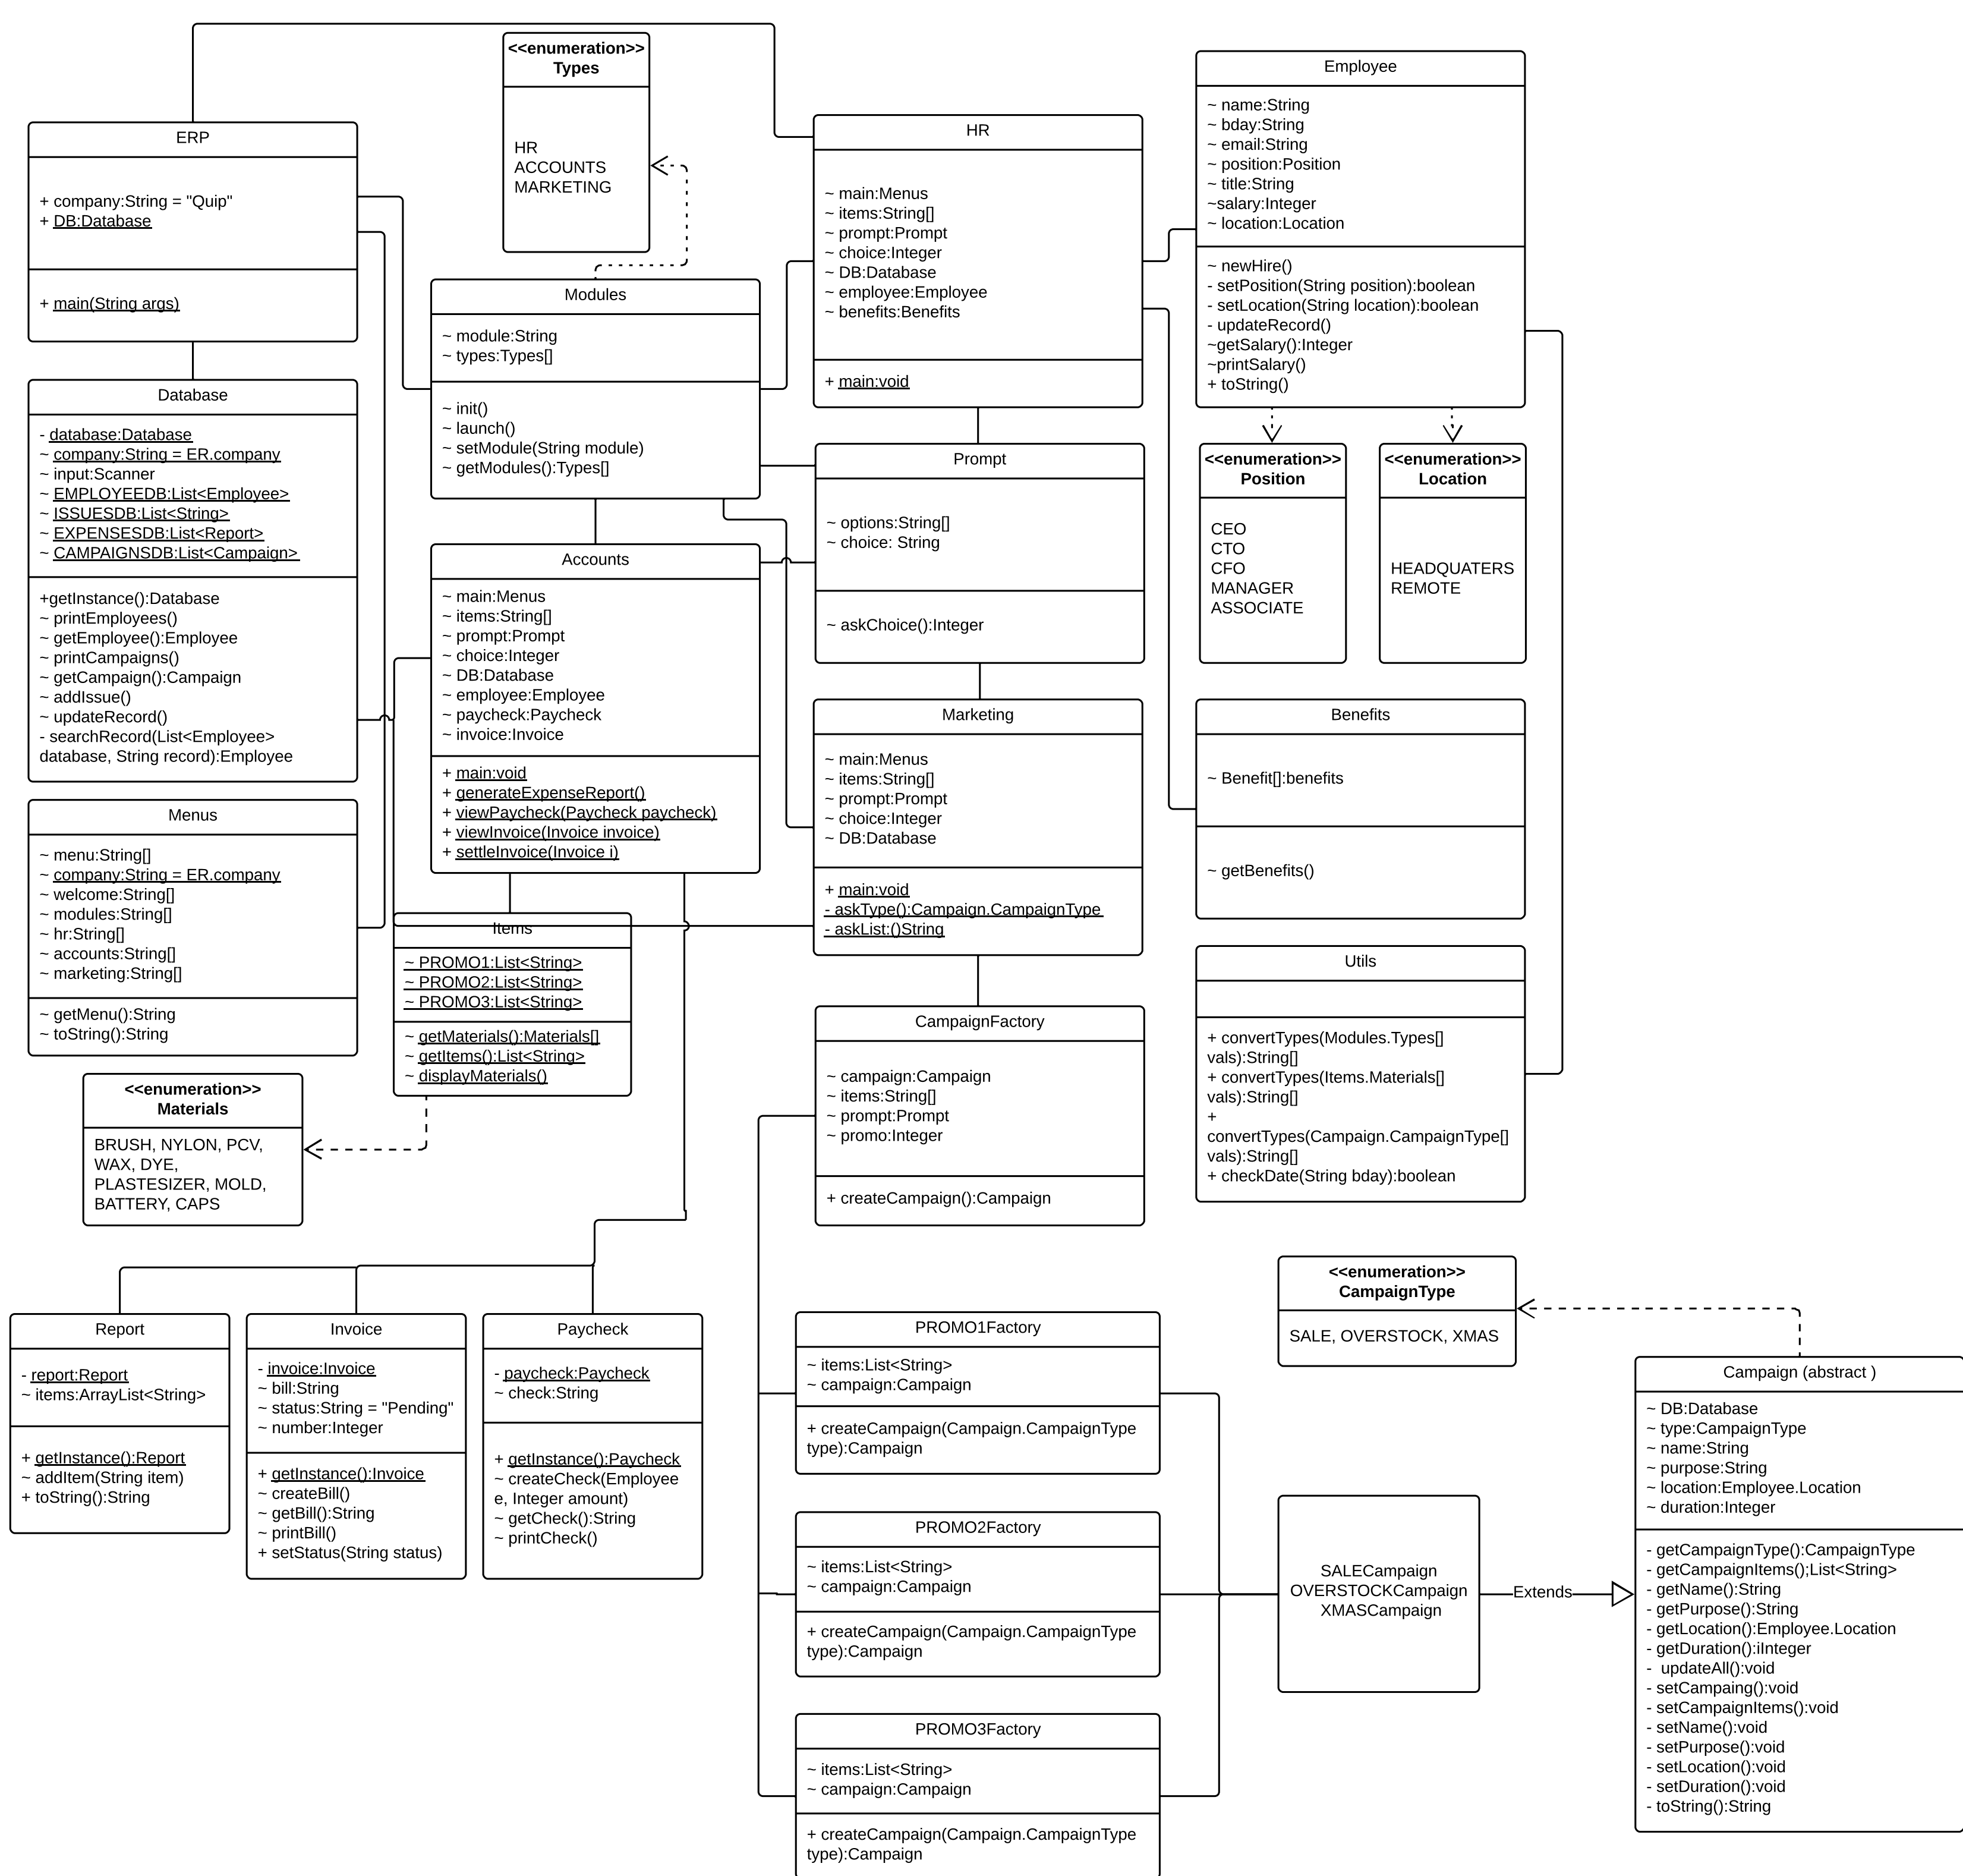 <<enumeration>>
Types
HR
ACCOUNTS
MARKETING
ERP
+ company:String = "Quip"
+ DB:Database
+ main(String args)
HR
~ main:Menus
~ items:String[]
~ prompt:Prompt
~ choice:Integer
~ DB:Database
~ employee:Employee
~ benefits:Benefits
+ main:void
Employee
~ name:String
~ bday:String
~ email:String
~ position:Position
~ title:String
~salary:Integer
~ location:Location
~ newHire()
- setPosition(String position):boolean
- setLocation(String location):boolean
- updateRecord()
~getSalary():Integer
~printSalary()
+ toString()
Modules
~ module:String
~ types:Types[]
~ init()
~ launch()
~ setModule(String module)
~ getModules():Types[]
Database
- database:Database
~ company:String = ER.company
~ input:Scanner
~ EMPLOYEEDB:List<Employee>
~ ISSUESDB:List<String>
~ EXPENSESDB:List<Report>
~ CAMPAIGNSDB:List<Campaign>
+getInstance():Database
~ printEmployees()
~ getEmployee():Employee
~ printCampaigns()
~ getCampaign():Campaign
~ addIssue()
~ updateRecord()
- searchRecord(List<Employee>
database, String record):Employee
Prompt
~ options:String[]
~ choice: String
~ askChoice():Integer
<<enumeration>>
Position
CEO
CTO
CFO
MANAGER
ASSOCIATE
<<enumeration>>
Location
HEADQUATERS
REMOTE
Accounts
~ main:Menus
~ items:String[]
~ prompt:Prompt
~ choice:Integer
~ DB:Database
~ employee:Employee
~ paycheck:Paycheck
~ invoice:Invoice
+ main:void
+ generateExpenseReport()
+ viewPaycheck(Paycheck paycheck)
+ viewInvoice(Invoice invoice)
+ settleInvoice(Invoice i)
Marketing
~ main:Menus
~ items:String[]
~ prompt:Prompt
~ choice:Integer
~ DB:Database
+ main:void
- askType():Campaign.CampaignType
- askList:()String
Benefits
~ Benefit[]:benefits
~ getBenefits()
Menus
~ menu:String[]
~ company:String = ER.company
~ welcome:String[]
~ modules:String[]
~ hr:String[]
~ accounts:String[]
~ marketing:String[]
~ getMenu():String
~ toString():String
Items
~ PROMO1:List<String>
~ PROMO2:List<String>
~ PROMO3:List<String>
~ getMaterials():Materials[]
~ getItems():List<String>
~ displayMaterials()
Utils
+ convertTypes(Modules.Types[]
vals):String[]
+ convertTypes(Items.Materials[]
vals):String[]
+
convertTypes(Campaign.CampaignType[]
vals):String[]
+ checkDate(String bday):boolean
CampaignFactory
~ campaign:Campaign
~ items:String[]
~ prompt:Prompt
~ promo:Integer
+ createCampaign():Campaign
<<enumeration>>
Materials
BRUSH, NYLON, PCV,
WAX, DYE,
PLASTESIZER, MOLD,
BATTERY, CAPS
Report
- report:Report
~ items:ArrayList<String>
+ getInstance():Report
~ addItem(String item)
+ toString():String
Invoice
- invoice:Invoice
~ bill:String
~ status:String = "Pending"
~ number:Integer
+ getInstance():Invoice
~ createBill()
~ getBill():String
~ printBill()
+ setStatus(String status)
Paycheck
- paycheck:Paycheck
~ check:String
+ getInstance():Paycheck
~ createCheck(Employee
e, Integer amount)
~ getCheck():String
~ printCheck()
PROMO1Factory
~ items:List<String>
~ campaign:Campaign
+ createCampaign(Campaign.CampaignType
type):Campaign
PROMO2Factory
~ items:List<String>
~ campaign:Campaign
+ createCampaign(Campaign.CampaignType
type):Campaign
PROMO3Factory
~ items:List<String>
~ campaign:Campaign
+ createCampaign(Campaign.CampaignType
type):Campaign
<<enumeration>>
CampaignType
SALE, OVERSTOCK, XMAS
SALECampaign
OVERSTOCKCampaign
XMASCampaign
Extends
Campaign (abstract )
~ DB:Database
~ type:CampaignType
~ name:String
~ purpose:String
~ location:Employee.Location
~ duration:Integer
- getCampaignType():CampaignType
- getCampaignItems();List<String>
- getName():String
- getPurpose():String
- getLocation():Employee.Location
- getDuration():iInteger
-  updateAll():void
- setCampaing():void
- setCampaignItems():void
- setName():void
- setPurpose():void
- setLocation():void
- setDuration():void
- toString():String